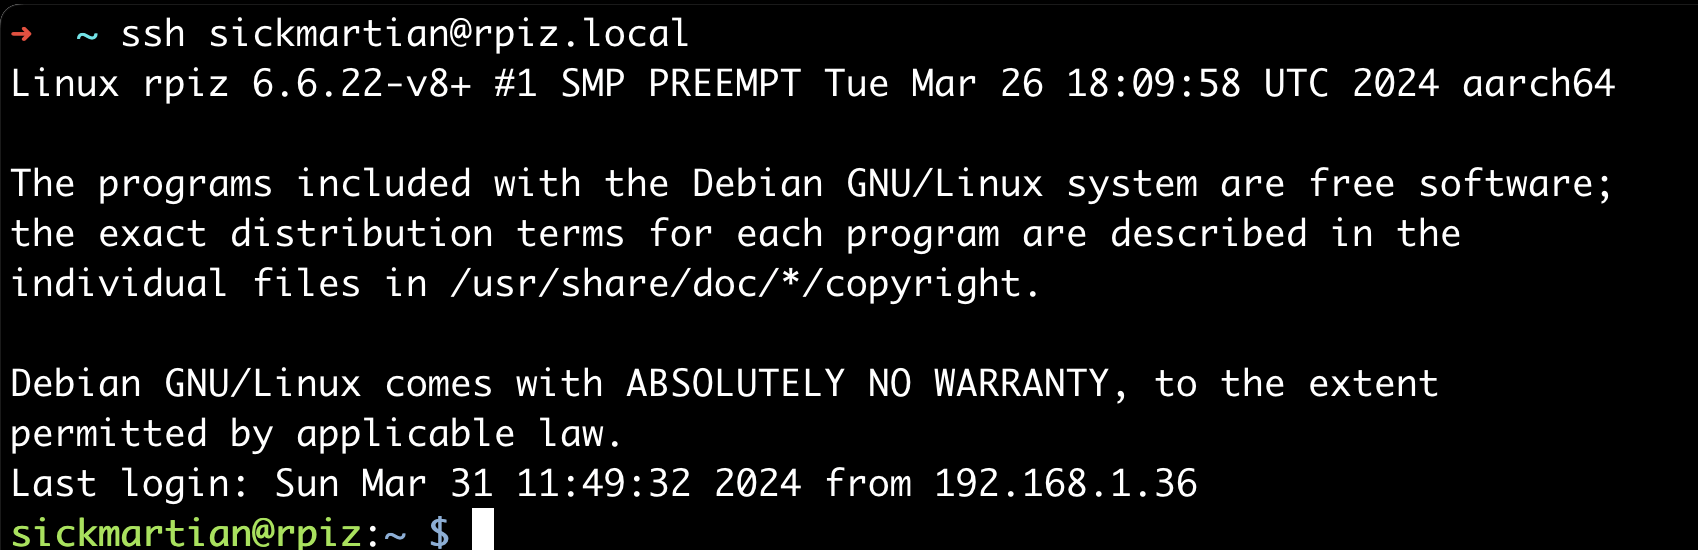 ➜  ~ ssh sickmartian@rpiz.local
Linux rpiz 6.6.22-v8+ #1 SMP PREEMPT Tue Mar 26 18:09:58 UTC 2024 aarch64
The programs included with the Debian GNU/Linux system are free software;
the exact distribution terms for each program are described in the
individual files in /usr/share/doc/*/copyright.
Debian GNU/Linux comes with ABSOLUTELY NO WARRANTY, to the extent
permitted by applicable law.
Last login: Sun Mar 31 11:49:32 2024 from 192.168.1.36
sickmartian@rpiz:~ $